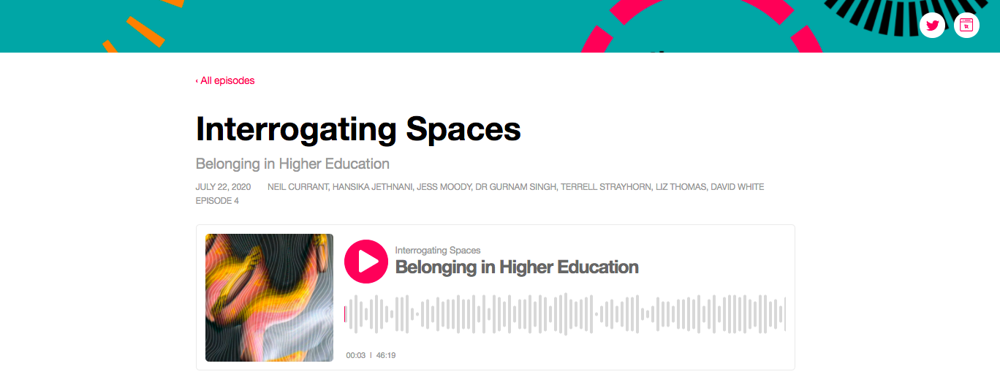 ‹ All episodes
Interrogating Spaces
Belonging in Higher Education
JULY 22, 2020 NEIL CURRANT, HANSIKA JETHNANI, JESS MOODY, DR GURNAM SINGH, TERRELL STRAYHORN, LIZ THOMAS, DAVID WHITE
EPISODE 4
Interrogating Spaces
Belonging in Higher Education
00:03 | 46:19